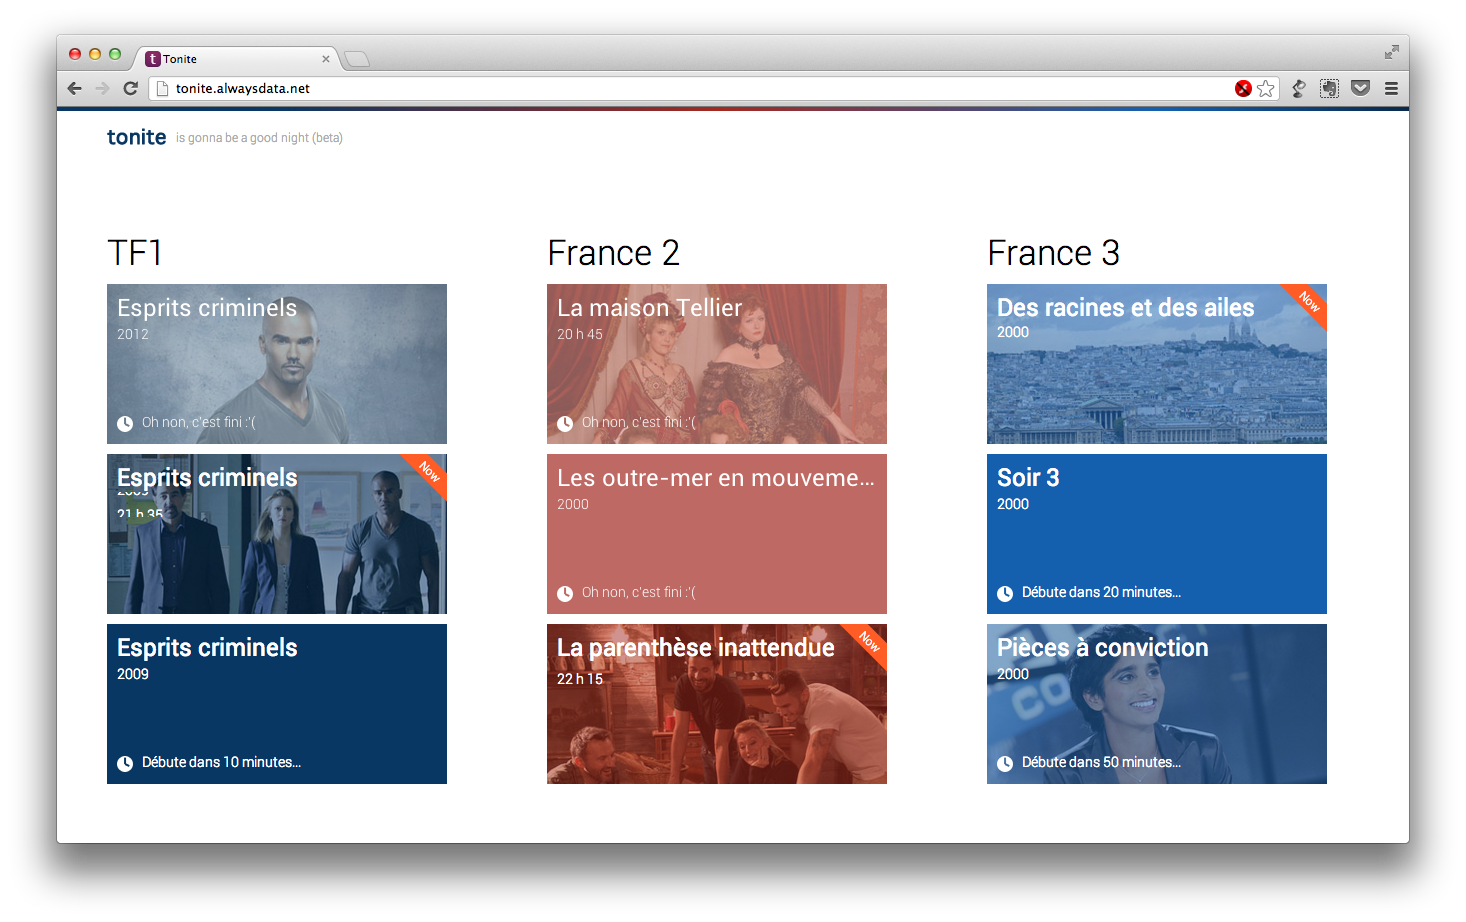 Tonite
tonite.alwaysdata.net
tonite is gonna be a good night (beta)
TF1
Esprits criminels
2012
Oh non, c'est fini :'(
Esprits criminels
Now
2009
21 h 35
Esprits criminels
2009
Débute dans 10 minutes...
France 2
La maison Tellier
20 h 45
Oh non, c'est fini :'(
Les outre-mer en mouveme...
2000
Oh non, c'est fini :'(
La parenthèse inattendue
Now
22 h 15
France 3
Des racines et des ailes
Now
2000
Soir 3
2000
Débute dans 20 minutes...
Pièces à conviction
2000
Débute dans 50 minutes...